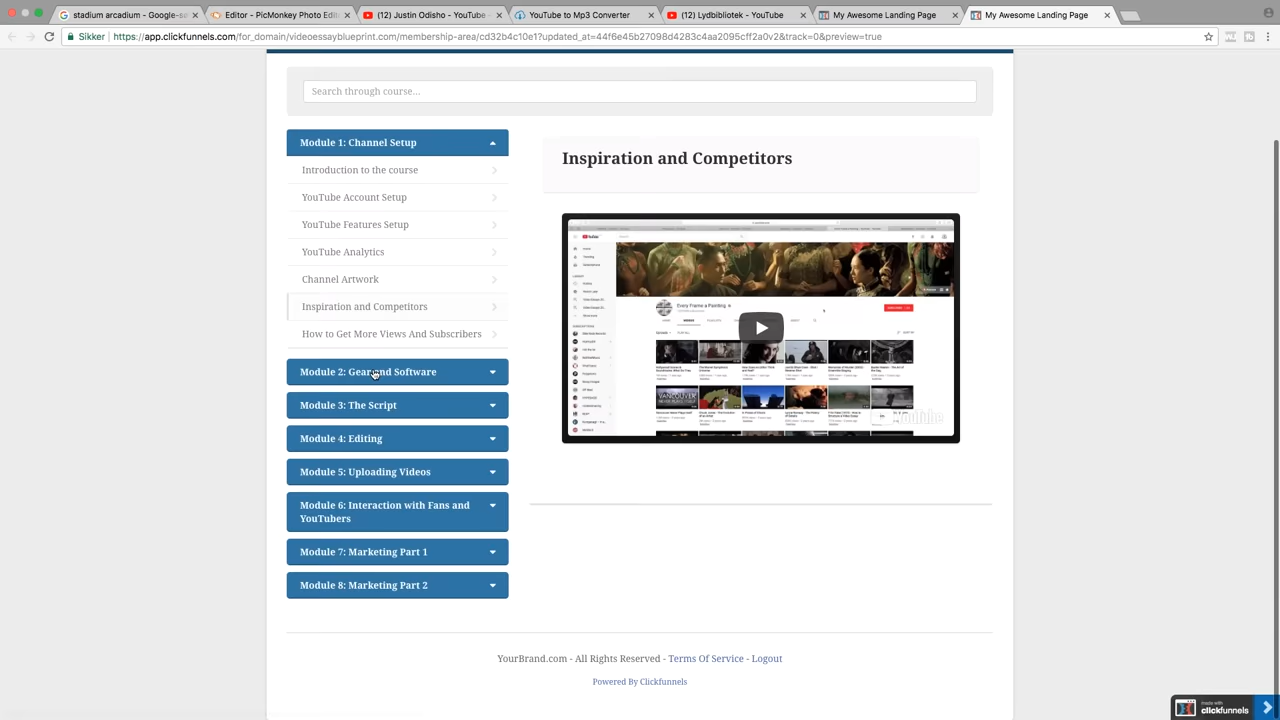 stadium arcadium - Google-sø
Editor - PicMonkey Photo Edit
(12) Justin Odisho - YouTube
YouTube to Mp3 Converter
(12) Lydbibliotek - YouTube
My Awesome Landing Page
My Awesome Landing Page
Sikker
https://app.clickfunnels.com/for_domain/videoessayblueprint.com/membership-area/cd32b4c10e1?updated_at=44f6e45b27098d4283c4aa2095cff2a0v2&track=0&preview=true
Search through course...
Module 1: Channel Setup
Introduction to the course
YouTube Account Setup
YouTube Features Setup
YouTube Analytics
Channel Artwork
Inspiration and Competitors
How to Get More Views And Subscribers
Module 2: Gear and Software
Module 3: The Script
Module 4: Editing
Module 5: Uploading Videos
Module 6: Interaction with Fans and
YouTubers
Module 7: Marketing Part 1
Module 8: Marketing Part 2
Inspiration and Competitors
Every Frame a Painting
YourBrand.com - All Rights Reserved - Terms Of Service - Logout
Powered By Clickfunnels
made with
clickfunnels